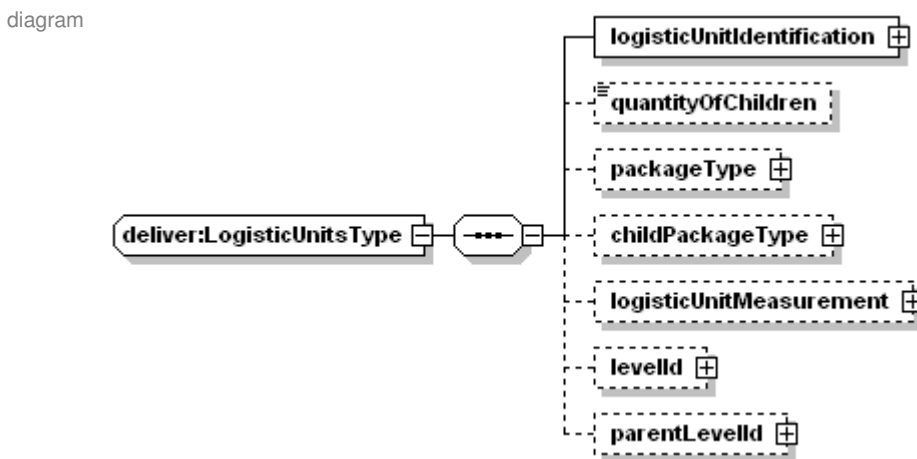 diagram
logisticUnitIdentification
quantityOfChildren
packageType
deliver:LogisticUnitsType
childPackageType
logisticUnitMeasurement
levelId
parentLevelId